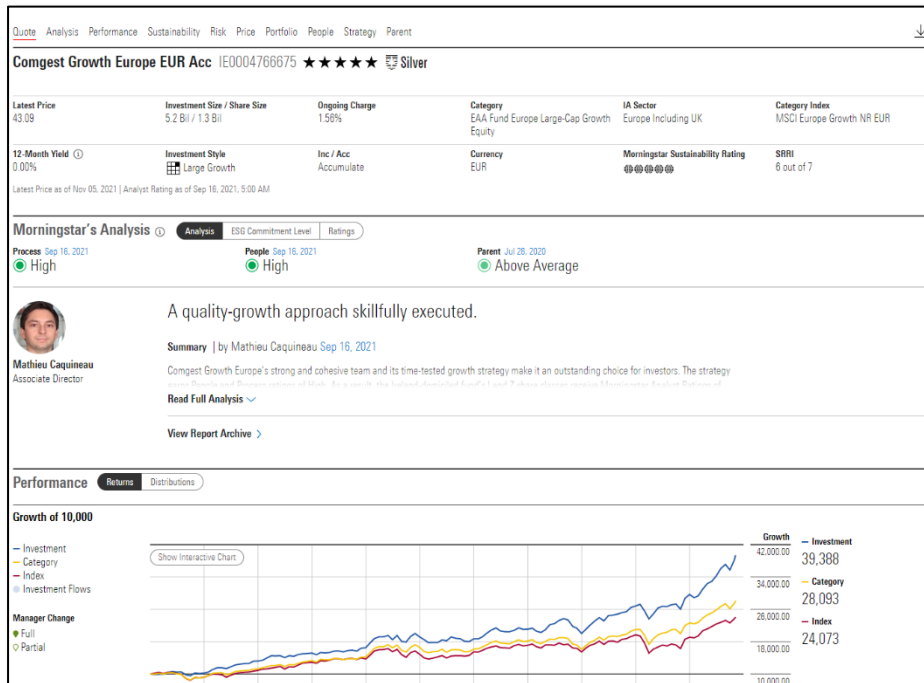 Quote Analysis Performance Sustainability Risk Price Portfolio People Strategy Parent
Comgest Growth Europe EUR Acc IE0004766675 ★★★★★ Silver
Latest Price Investment Size / Share Size Ongoing Charge Category IA Sector Category Index
43.09 5.2 Bil / 1.3 Bil 1.56% EAA Fund Europe Large-Cap Growth Europe Including UK MSCI Europe Growth NR EUR
Equity
12-Month Yield Investment Style Inc / Acc Currency Morningstar Sustainability Rating SRRI
0.00% Large Growth Accumulate EUR 6 out of 7
Latest Price as of Nov 05, 2021 | Analyst Rating as of Sep 16, 2021, 5:00 AM
Morningstar's Analysis Analysis ESG Commitment Level Ratings
Process Sep 16, 2021 People Sep 16, 2021 Parent Jul 28, 2020
High High Above Average
A quality-growth approach skillfully executed.
Summary | by Mathieu Caquineau Sep 16, 2021
Mathieu Caquineau
Associate Director
Comgest Growth Europe's strong and cohesive team and its time-tested growth strategy make it an outstanding choice for investors. The strategy
Read Full Analysis
View Report Archive
Performance Returns Distributions
Growth of 10,000
Investment
Category
Index
Investment Flows
Manager Change
Full
Partial
Show Interactive Chart
Growth
42,000.00
34,000.00
26,000.00
18,000.00
10,000.00
Investment
39,388
Category
28,093
Index
24,073